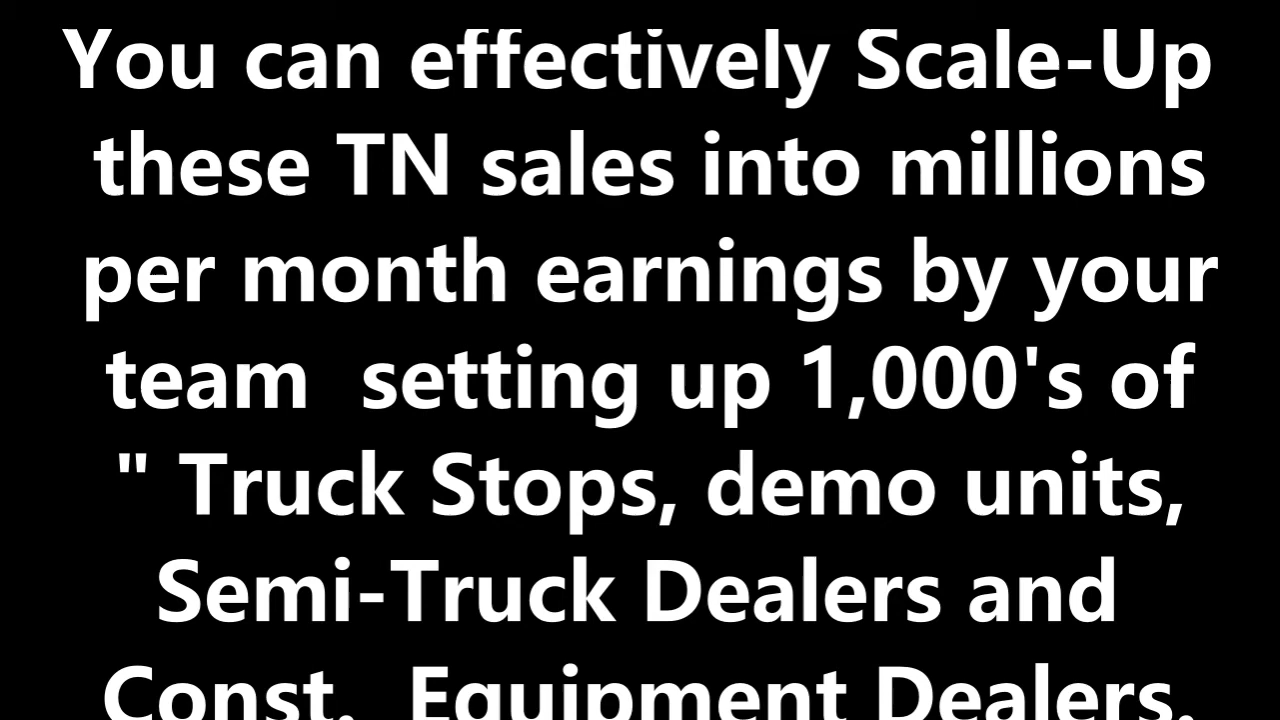 You can effectively Scale-Up
these TN sales into millions
per month earnings by your
team  setting up 1,000's of
" Truck Stops, demo units,
Semi-Truck Dealers and
Const.  Equipment Dealers.